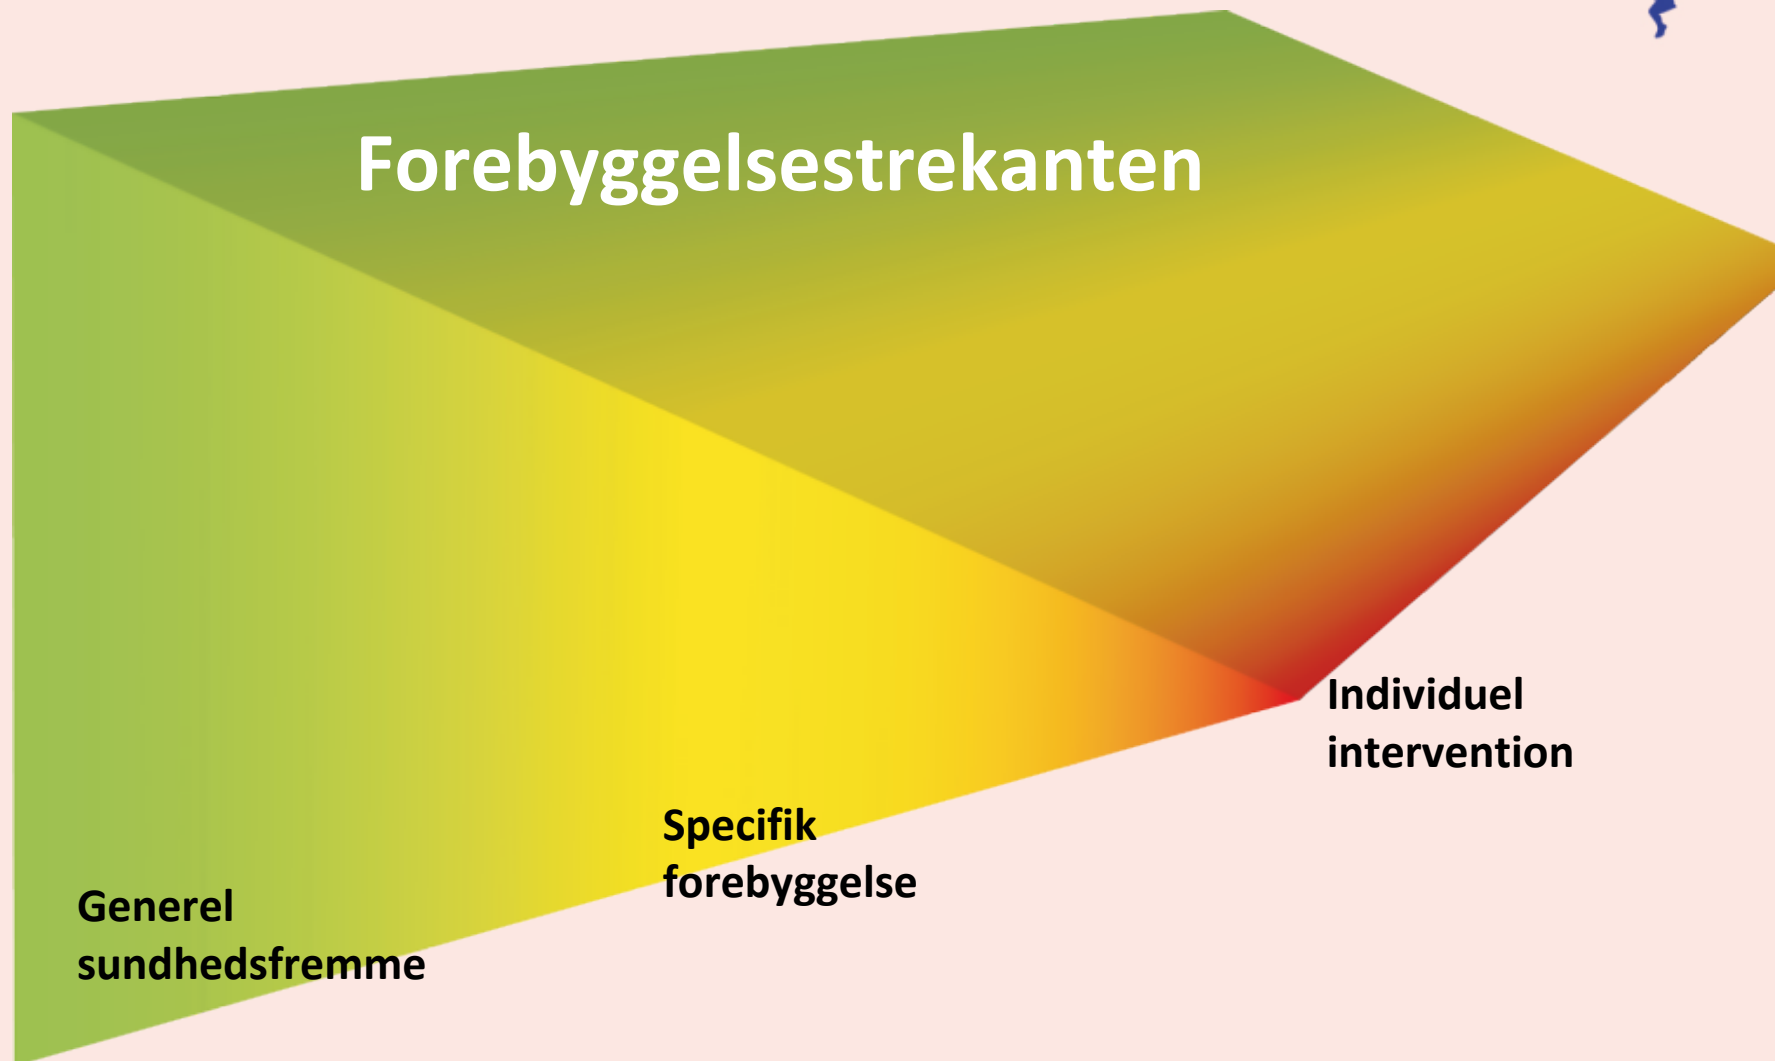 Forebyggelsestrekanten
Individuel
intervention
Specifik
forebyggelse
Generel
sundhedsfremme